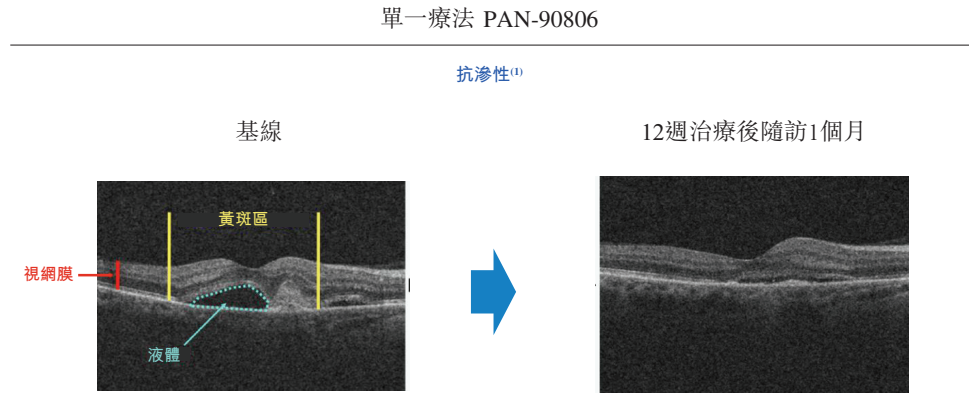 單一療法 PAN-90806
抗滲性(1)
基線
12週治療後隨訪1個月
黃斑區
視網膜
液體